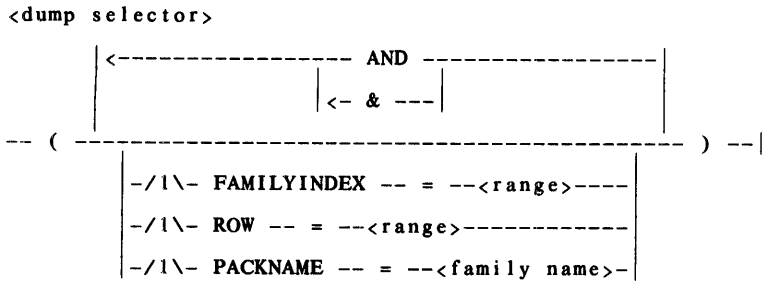 <dump selector>
|<------------------ AND ------------------|
|<- & ---|
-- ( ------------------------------------------------ ) --|
|-/1\- FAMILYINDEX -- = --<range>----|
|-/1\- ROW -- = --<range>------------|
|-/1\- PACKNAME -- = --<family name>-|